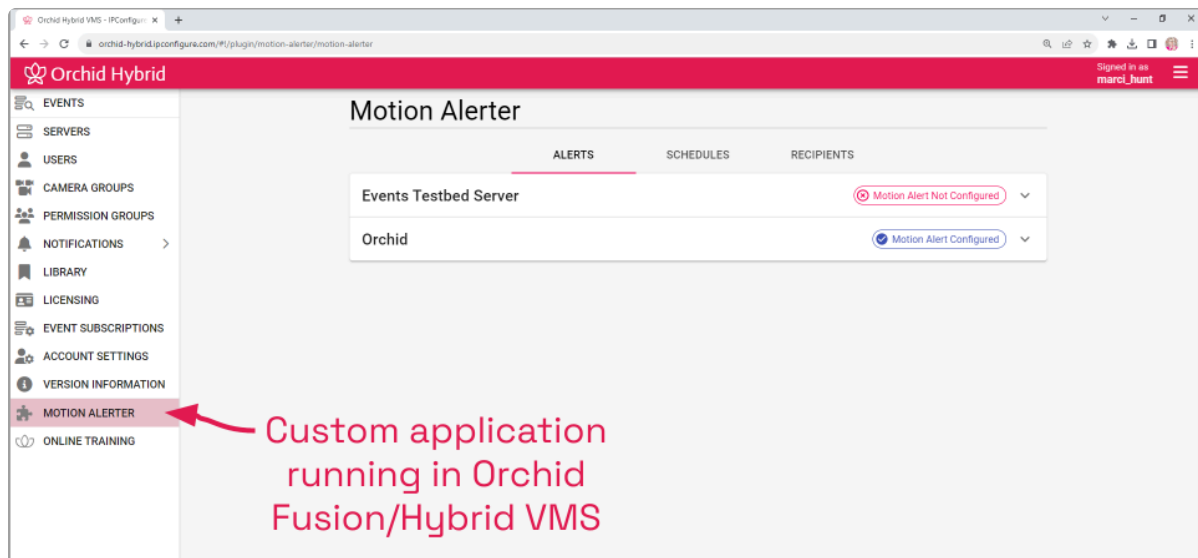 Orchid Hybrid VMS - IPConfigur
orchid-hybrid.ipconfigure.com/#!/plugin/motion-alerter/motion-alerter
Orchid Hybrid
Signed in as
marci_hunt
EVENTS
SERVERS
USERS
CAMERA GROUPS
PERMISSION GROUPS
NOTIFICATIONS
LIBRARY
LICENSING
EVENT SUBSCRIPTIONS
ACCOUNT SETTINGS
VERSION INFORMATION
MOTION ALERTER
ONLINE TRAINING
Motion Alerter
ALERTS SCHEDULES RECIPIENTS
Events Testbed Server Motion Alert Not Configured
Orchid Motion Alert Configured
Custom application
running in Orchid
Fusion/Hybrid VMS